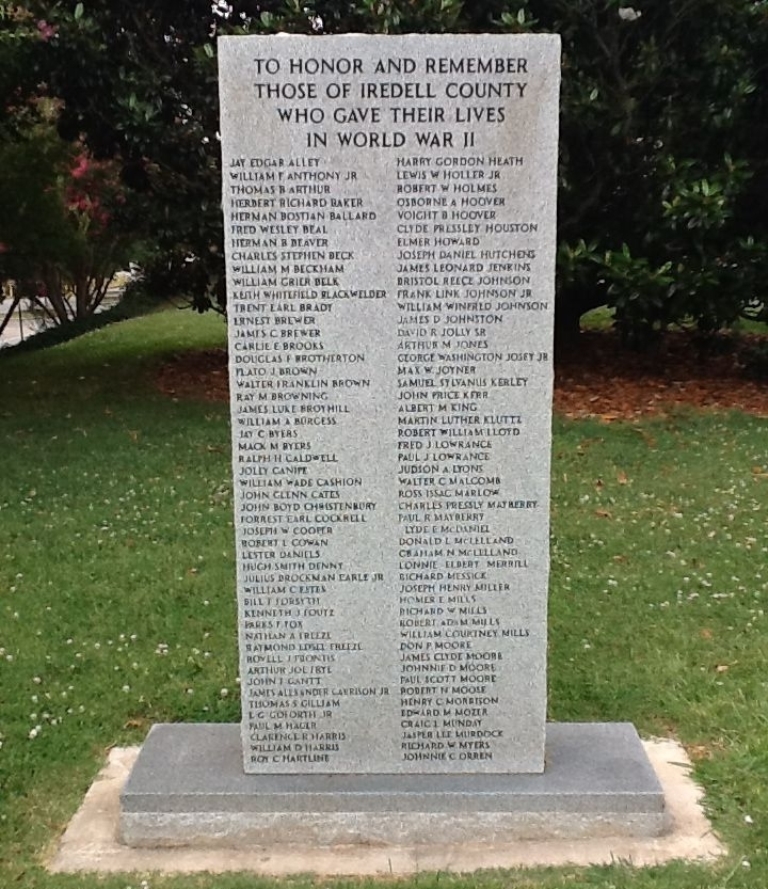 TO HONOR AND REMEMBER
THOSE OF IREDELL COUNTY
WHO GAVE THEIR LIVES
IN WORLD WAR II
JAY EDGAR ALLEY
WILLIAM F ANTHONY JR
THOMAS B ARTHUR
HERBERT RICHARD BAKER
HERMAN BOSTIAN BALLARD
FRED WESLEY BEAL
HERMAN B BEAVER
CHARLES STEPHEN BECK
WILLIAM M BECKHAM
WILLIAM GRIER BELK
KEITH WHITEFIELD BLACKWELDER
TRENT EARL BRADY
ERNEST BREWER
JAMES C BREWER
CARLIE E BROOKS
DOUGLAS F BROTHERTON
PLATO J BROWN
WALTER FRANKLIN BROWN
RAY M BROWNING
JAMES LUKE BROYHILL
WILLIAM A BURGESS
JAY C BYERS
MACK M BYERS
RALPH H CALDWELL
JOLLY CANIPE
WILLIAM WADE CASHION
JOHN GLENN CATES
JOHN BOYD CHRISTENBURY
FORREST EARL COCKRELL
JOSEPH W COOPER
ROBERT L COWAN
LESTER DANIELS
HUGH SMITH DENNY
JULIUS BROCKMAN EARLE JR
WILLIAM C ESTES
BILL T FORSYTH
KENNETH J FOUTZ
PARKS F FOX
NATHAN A FREEZE
RAYMOND EDSEL FREEZE
ROVELL J FRONTIS
ARTHUR JOE FRYE
JOHN J GANTT
JAMES ALEXANDER GARRISON JR
THOMAS S GILLIAM
E G GOFORTH JR
PAUL M HAGER
CLARENCE R HARRIS
WILLIAM D HARRIS
ROY C HARTLINE
HARRY GORDON HEATH
LEWIS W HOLLER JR
ROBERT W HOLMES
OSBORNE A HOOVER
VOIGHT B HOOVER
CLYDE PRESSLEY HOUSTON
ELMER HOWARD
JOSEPH DANIEL HUTCHENS
JAMES LEONARD JENKINS
BRISTOL REECE JOHNSON
FRANK LINK JOHNSON JR
WILLIAM WINFRED JOHNSON
JAMES D JOHNSTON
DAVID R JOLLY SR
ARTHUR M JONES
GEORGE WASHINGTON JOSEY JR
MAX W JOYNER
SAMUEL SYLVANUS KERLEY
JOHN PRICE KERR
ALBERT M KING
MARTIN LUTHER KLUTTZ
ROBERT WILLIAM LLOYD
FRED J LOWRANCE
PAUL J LOWRANCE
JUDSON A LYONS
WALTER C MALCOMB
ROSS ISSAC MARLOW
CHARLES PRESSLY MAYBERRY
PAUL R MAYBERRY
CLYDE E McDANIEL
DONALD L McLELLAND
GRAHAM N McLELLAND
LONNIE ELBERT MERRILL
RICHARD MESSICK
JOSEPH HENRY MILLER
HOMER E MILLS
RICHARD W MILLS
ROBERT ADAM MILLS
WILLIAM COURTNEY MILLS
DON P MOORE
JAMES CLYDE MOORE
JOHNNIE D MOORE
PAUL SCOTT MOORE
ROBERT N MOOSE
HENRY C MORRISON
EDWARD M MOZER
CRAIG L MUNDAY
JASPER LEE MURDOCK
RICHARD W MYERS
JOHNNIE C ORREN